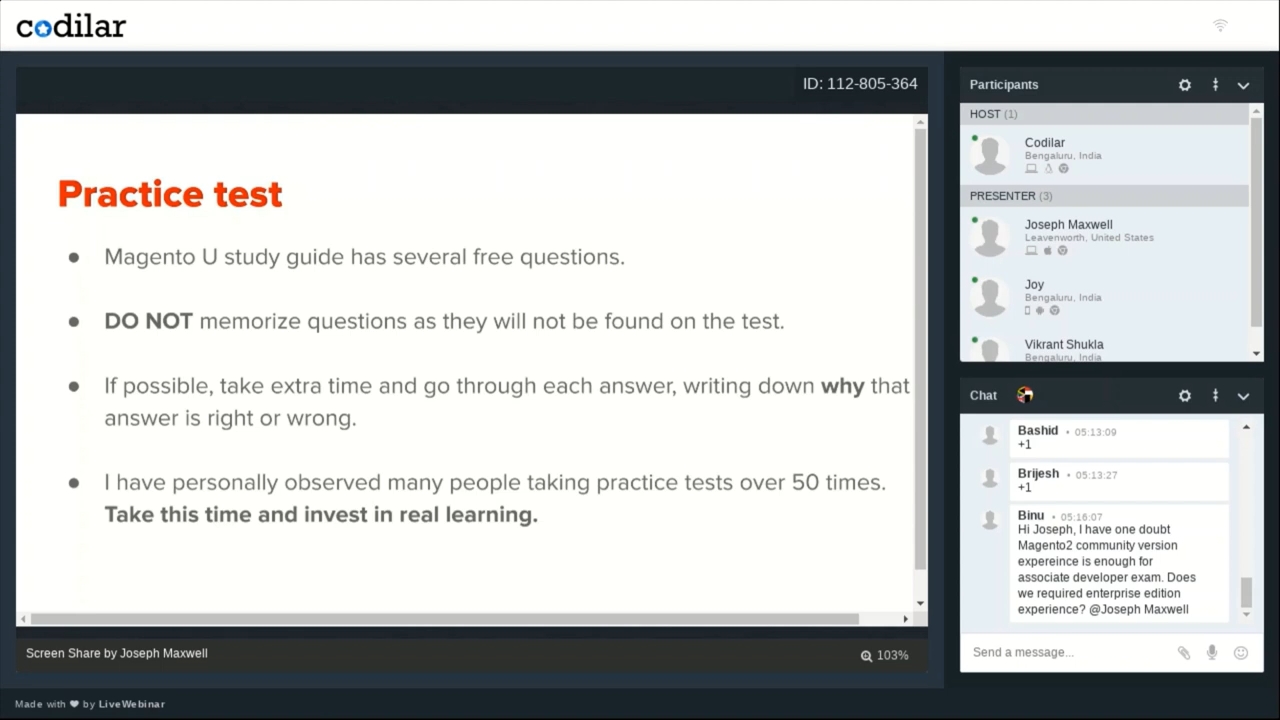 codilar
ID: 112-805-364
Practice test
● Magento U study guide has several free questions.
● DO NOT memorize questions as they will not be found on the test.
● If possible, take extra time and go through each answer, writing down why that
answer is right or wrong.
● I have personally observed many people taking practice tests over 50 times.
Take this time and invest in real learning.
Screen Share by Joseph Maxwell
103%
Participants
HOST (1)
Codilar
Bengaluru, India
PRESENTER (3)
Joseph Maxwell
Leavenworth, United States
Joy
Bengaluru, India
Vikrant Shukla
Bengaluru, India
Chat
Bashid • 05:13:09
+1
Brijesh • 05:13:27
+1
Binu • 05:16:07
Hi Joseph, I have one doubt
Magento2 community version
expereince is enough for
associate developer exam. Does
we required enterprise edition
experience? @Joseph Maxwell
Send a message...
Made with ❤ by LiveWebinar